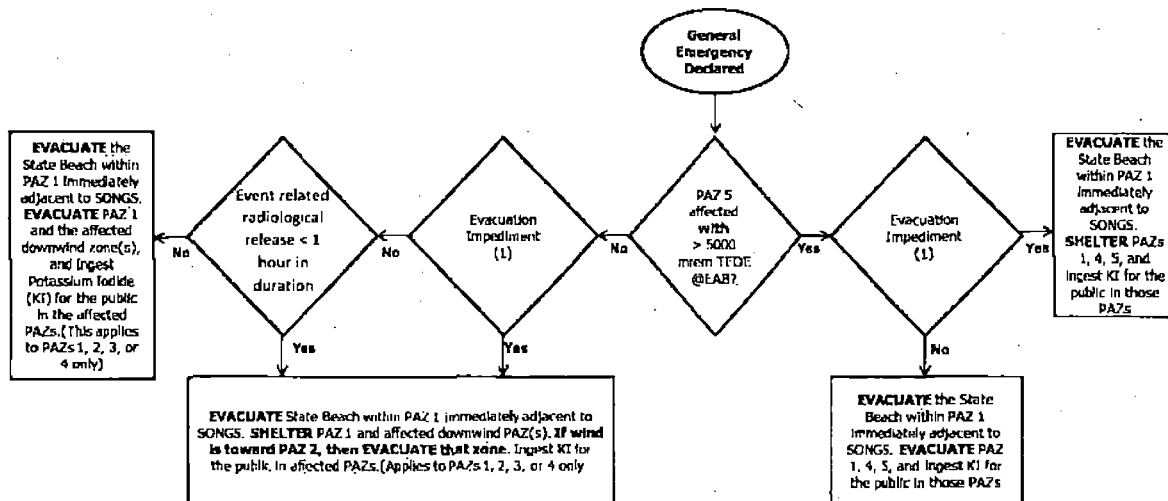 General
Emergency
Declared
EVACUATE the
State Beach within
PAZ 1 Immediately
adjacent to SONGS.
EVACUATE PAZ 1
and the affected
downwind zone(s),
and Ingest
Potassium Iodide
(KI) for the public
in the affected
PAZs.(This applies
to PAZs 1, 2, 3, or
4 only)
No
Event related
radiological
release < 1
hour in
duration
Yes
No
Evacuation
Impediment
(1)
Yes
No
PAZ 5
affected
with
> 5000
mrem TEDE
@EAB?
Yes
Evacuation
Impediment
(1)
Yes
No
EVACUATE the
State Beach
within PAZ 1
immediately
adjacent to
SONGS.
SHELTER PAZs
1, 4, 5, and
Ingest KI for the
public in those
PAZs
EVACUATE State Beach within PAZ 1 immediately adjacent to
SONGS. SHELTER PAZ 1 and affected downwind PAZ(s). If wind
is toward PAZ 2, then EVACUATE that zone. Ingest KI for
the public in affected PAZs.(Applies to PAZs 1, 2, 3, or 4 only
EVACUATE the State
Beach within PAZ 1
immediately adjacent to
SONGS. EVACUATE PAZ
1, 4, 5, and Ingest KI for
the public in those PAZs